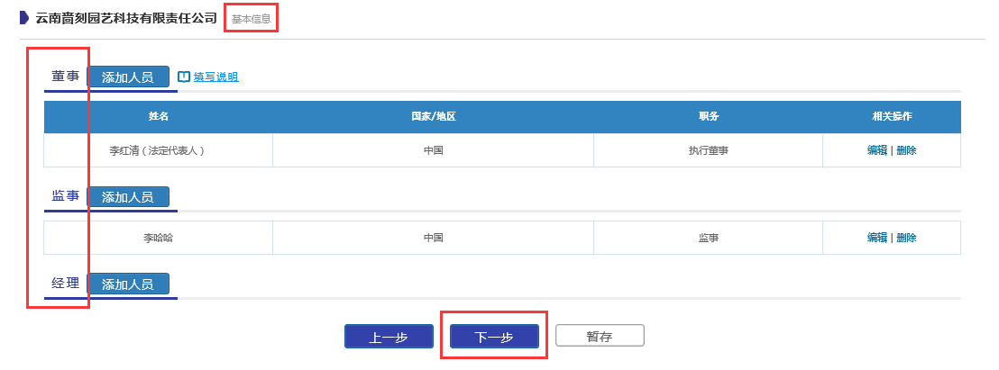 云南啬刻园艺科技有限责任公司 基本信息
董事 添加人员 填写说明
姓名 国家/地区 职务 相关操作
李红清（法定代表人） 中国 执行董事 编辑 | 删除
监事 添加人员
李哈哈 中国 监事 编辑 | 删除
经理 添加人员
上一步 下一步 暂存